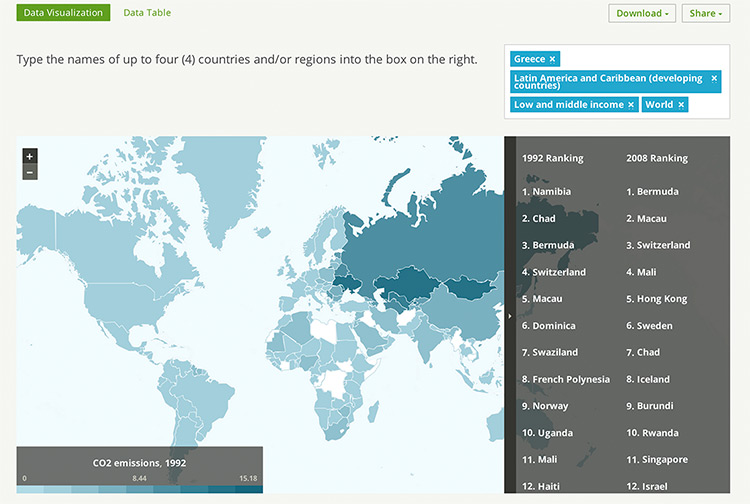 Data Visualization
Data Table
Download
Share
Type the names of up to four (4) countries and/or regions into the box on the right.
Greece ×
Latin America and Caribbean (developing countries) ×
Low and middle income × World ×
+
−
1992 Ranking 2008 Ranking
1. Namibia 1. Bermuda
2. Chad 2. Macau
3. Bermuda 3. Switzerland
4. Switzerland 4. Mali
5. Macau 5. Hong Kong
6. Dominica 6. Sweden
7. Swaziland 7. Chad
8. French Polynesia 8. Iceland
9. Norway 9. Burundi
10. Uganda 10. Rwanda
11. Mali 11. Singapore
12. Haiti 12. Israel
CO2 emissions, 1992
0 8.44 15.18